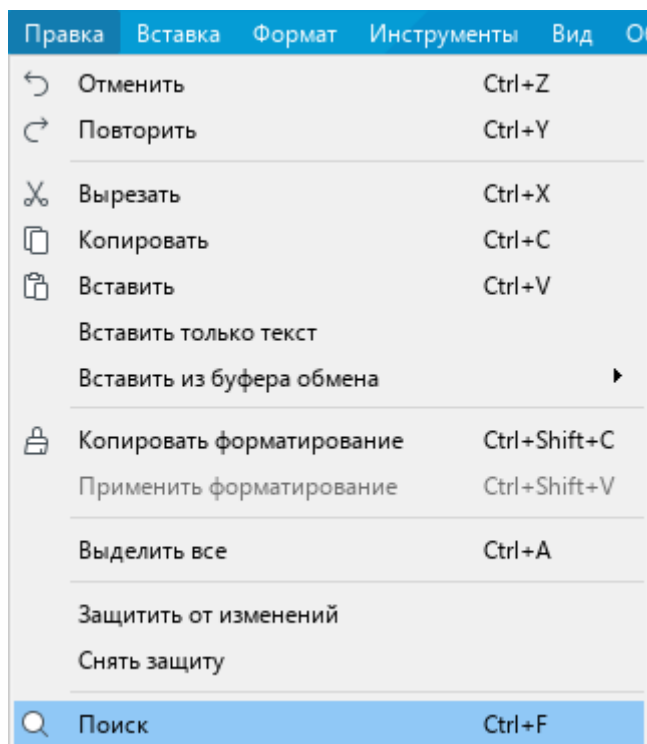 Правка Вставка Формат Инструменты Вид
Отменить Ctrl+Z
Повторить Ctrl+Y
Вырезать Ctrl+X
Копировать Ctrl+C
Вставить Ctrl+V
Вставить только текст
Вставить из буфера обмена
Копировать форматирование Ctrl+Shift+C
Применить форматирование Ctrl+Shift+V
Выделить все Ctrl+A
Защитить от изменений
Снять защиту
Поиск Ctrl+F